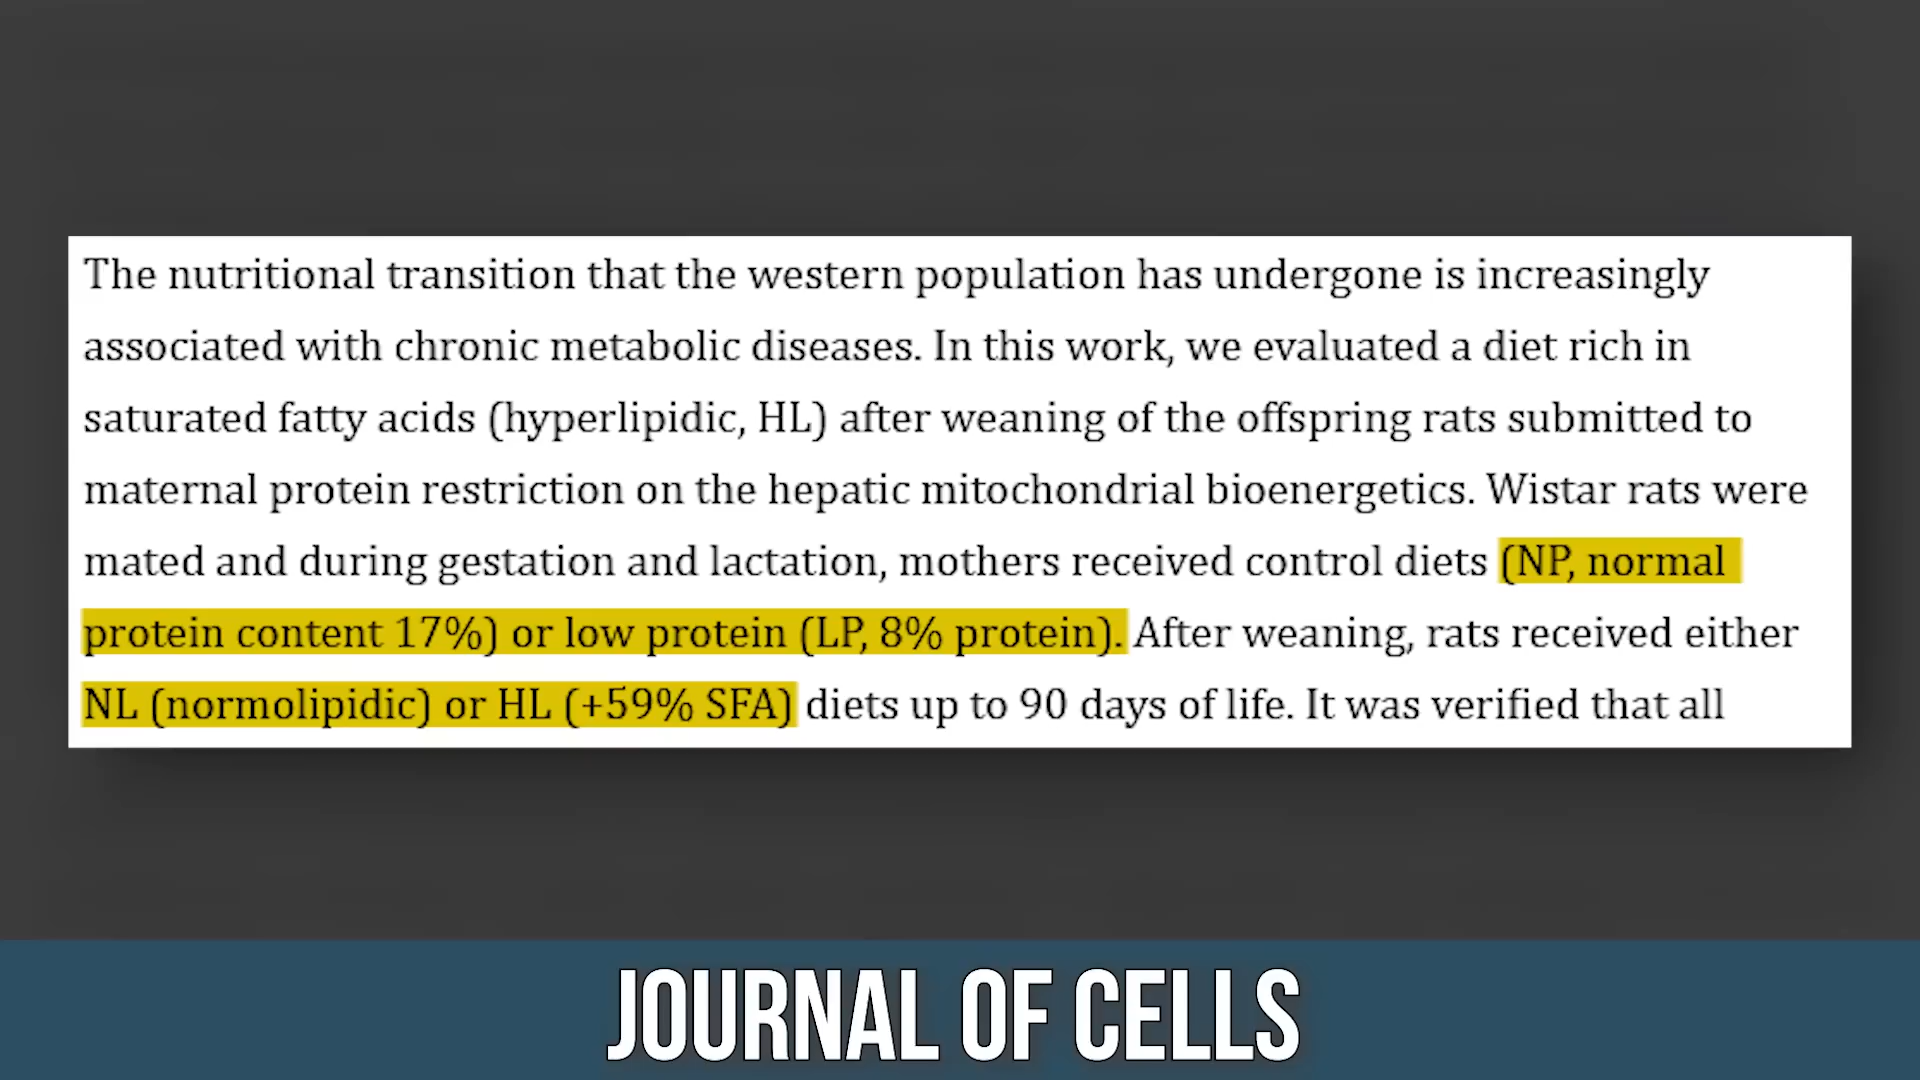 The nutritional transition that the western population has undergone is increasingly
associated with chronic metabolic diseases. In this work, we evaluated a diet rich in
saturated fatty acids (hyperlipidic, HL) after weaning of the offspring rats submitted to
maternal protein restriction on the hepatic mitochondrial bioenergetics. Wistar rats were
mated and during gestation and lactation, mothers received control diets (NP, normal
protein content 17%) or low protein (LP, 8% protein). After weaning, rats received either
NL (normolipidic) or HL (+59% SFA) diets up to 90 days of life. It was verified that all
JOURNAL OF CELLS